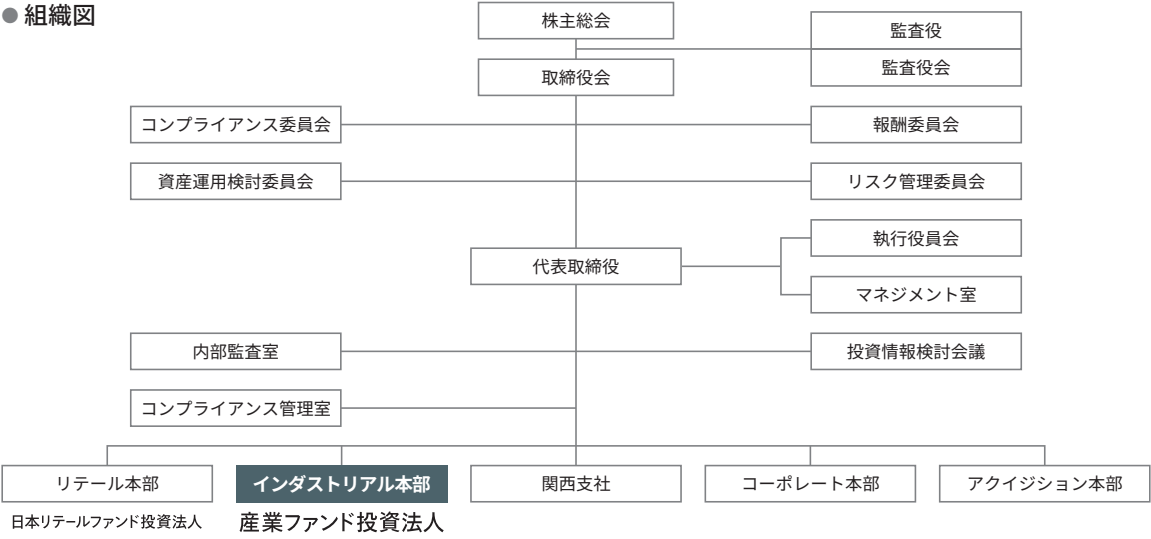 ● 組織図
株主総会
監査役
監査役会
取締役会
コンプライアンス委員会
報酬委員会
資産運用検討委員会
リスク管理委員会
執行役員会
代表取締役
マネジメント室
内部監査室
投資情報検討会議
コンプライアンス管理室
リテール本部
インダストリアル本部
関西支社
コーポレート本部
アクイジション本部
日本リテールファンド投資法人
産業ファンド投資法人